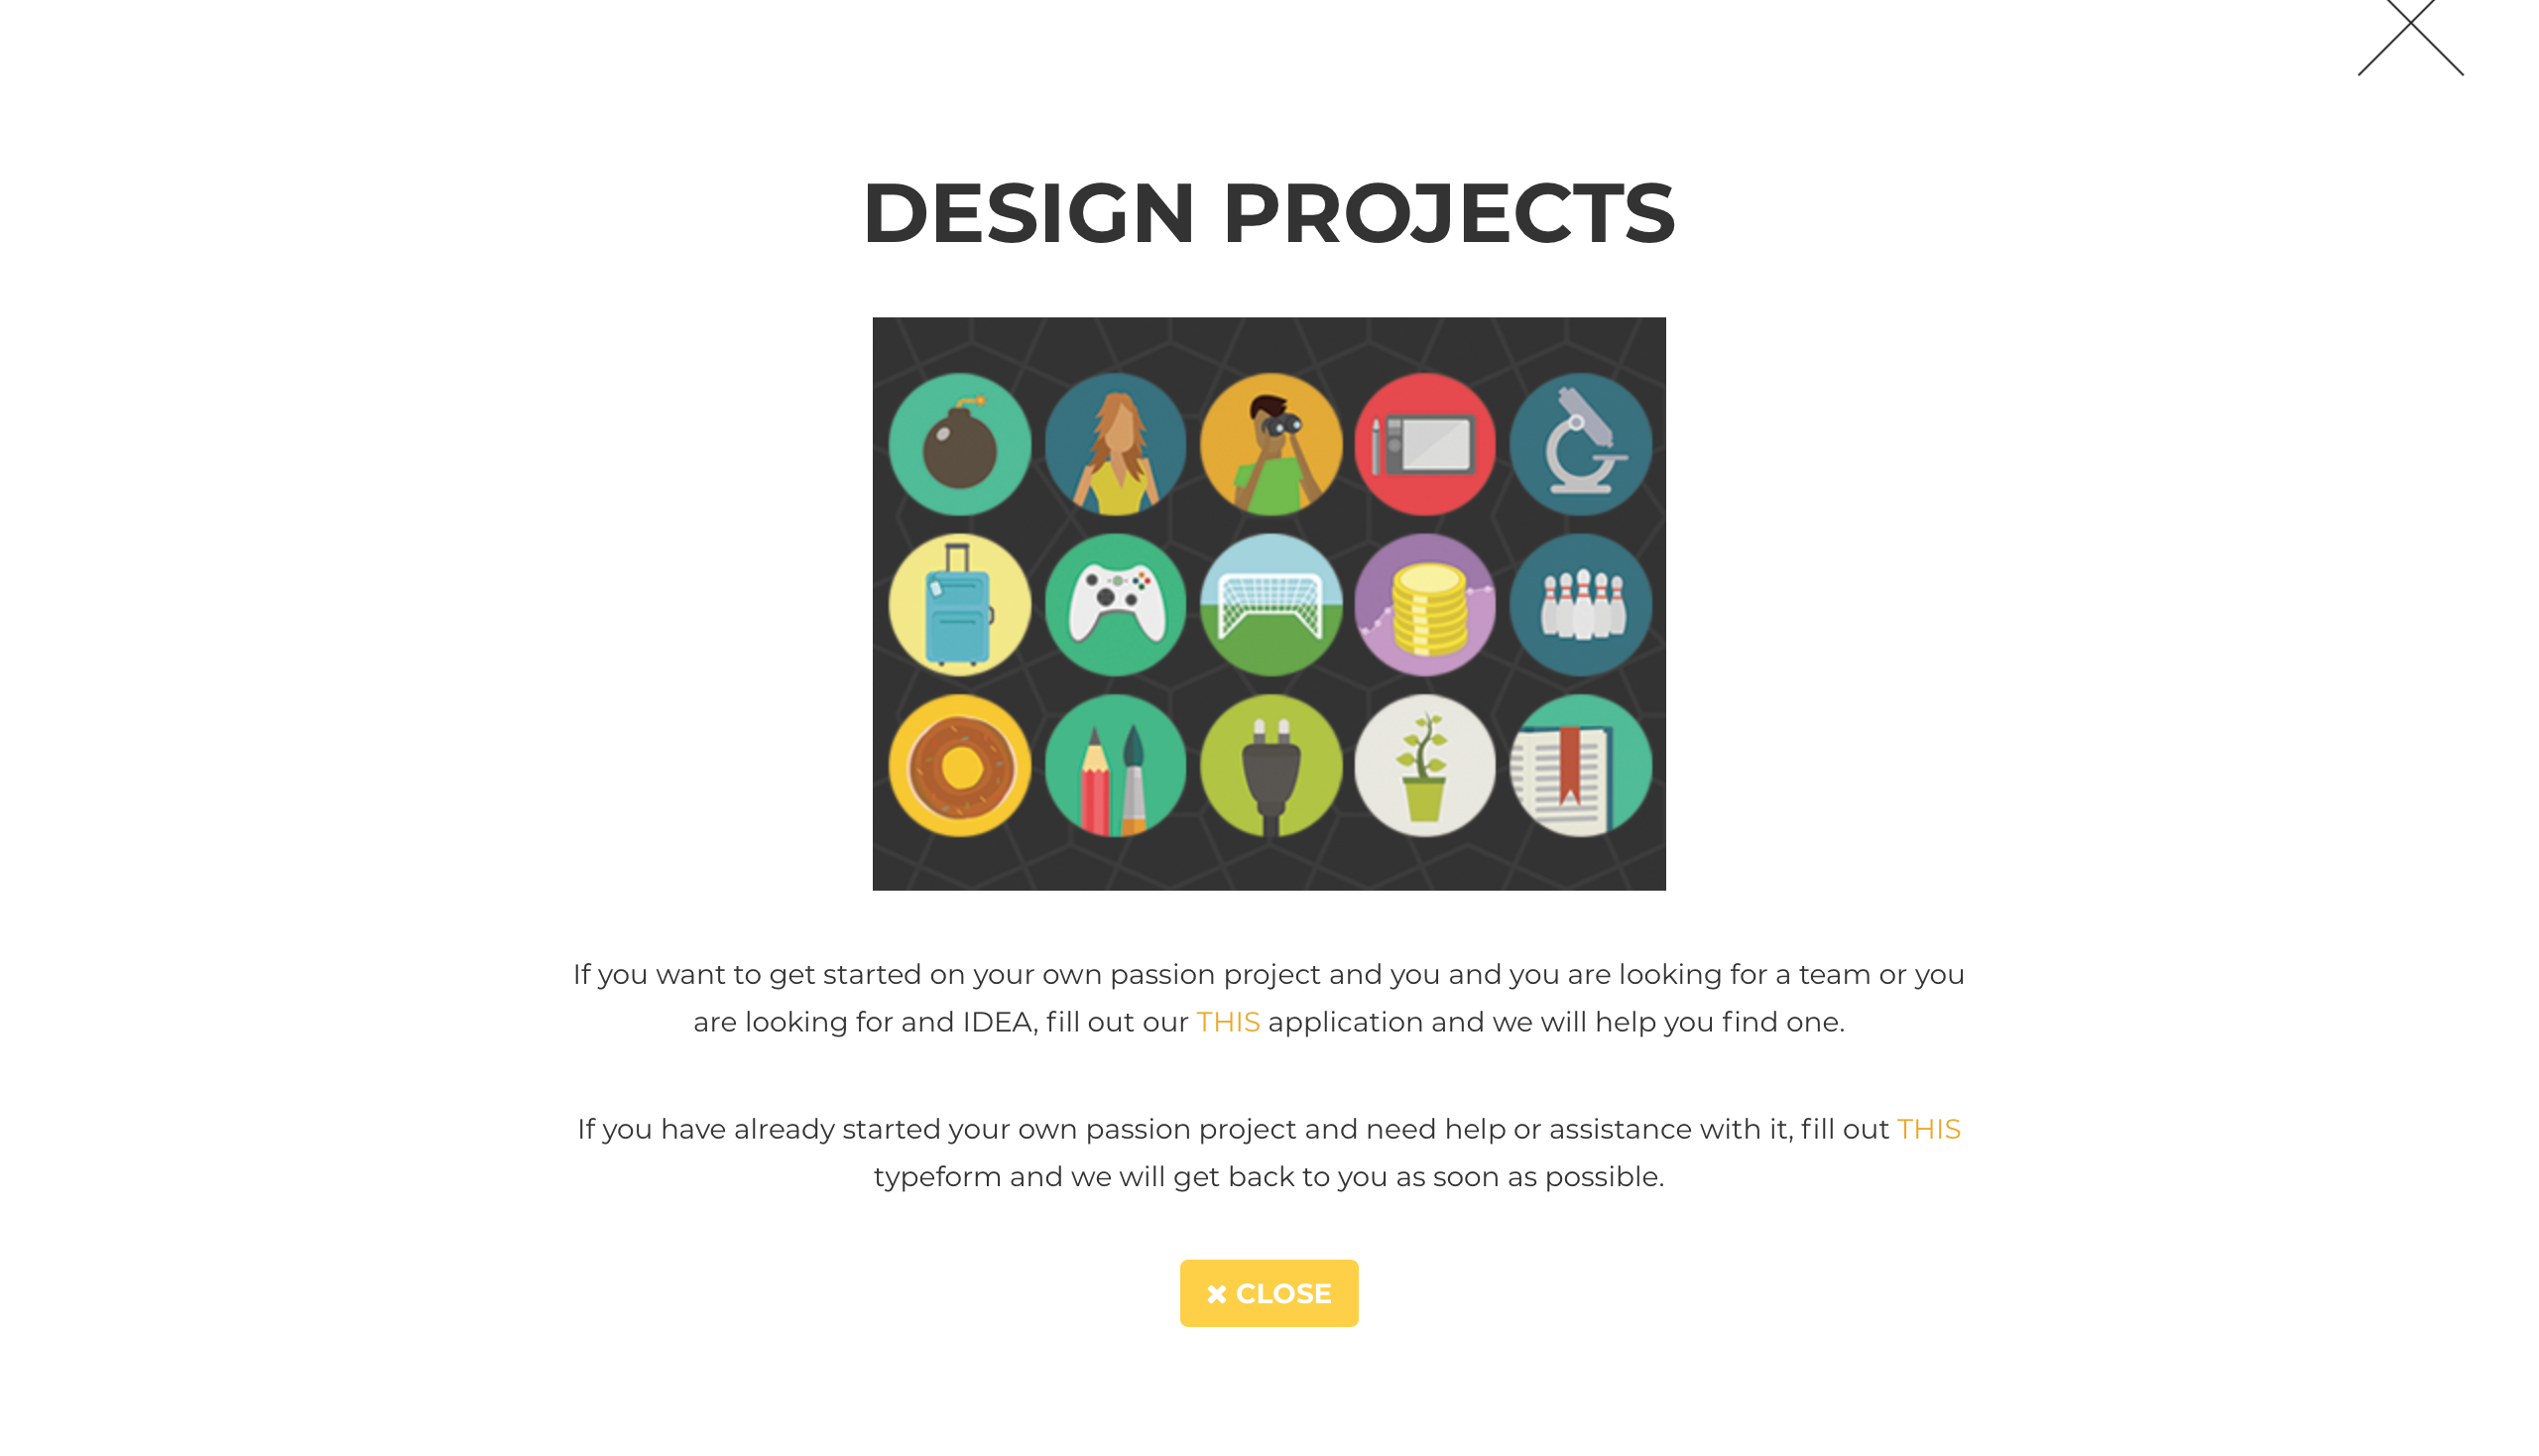 DESIGN PROJECTS
If you want to get started on your own passion project and you and you are looking for a team or you
are looking for and IDEA, fill out our THIS application and we will help you find one.
If you have already started your own passion project and need help or assistance with it, fill out THIS
typeform and we will get back to you as soon as possible.
CLOSE